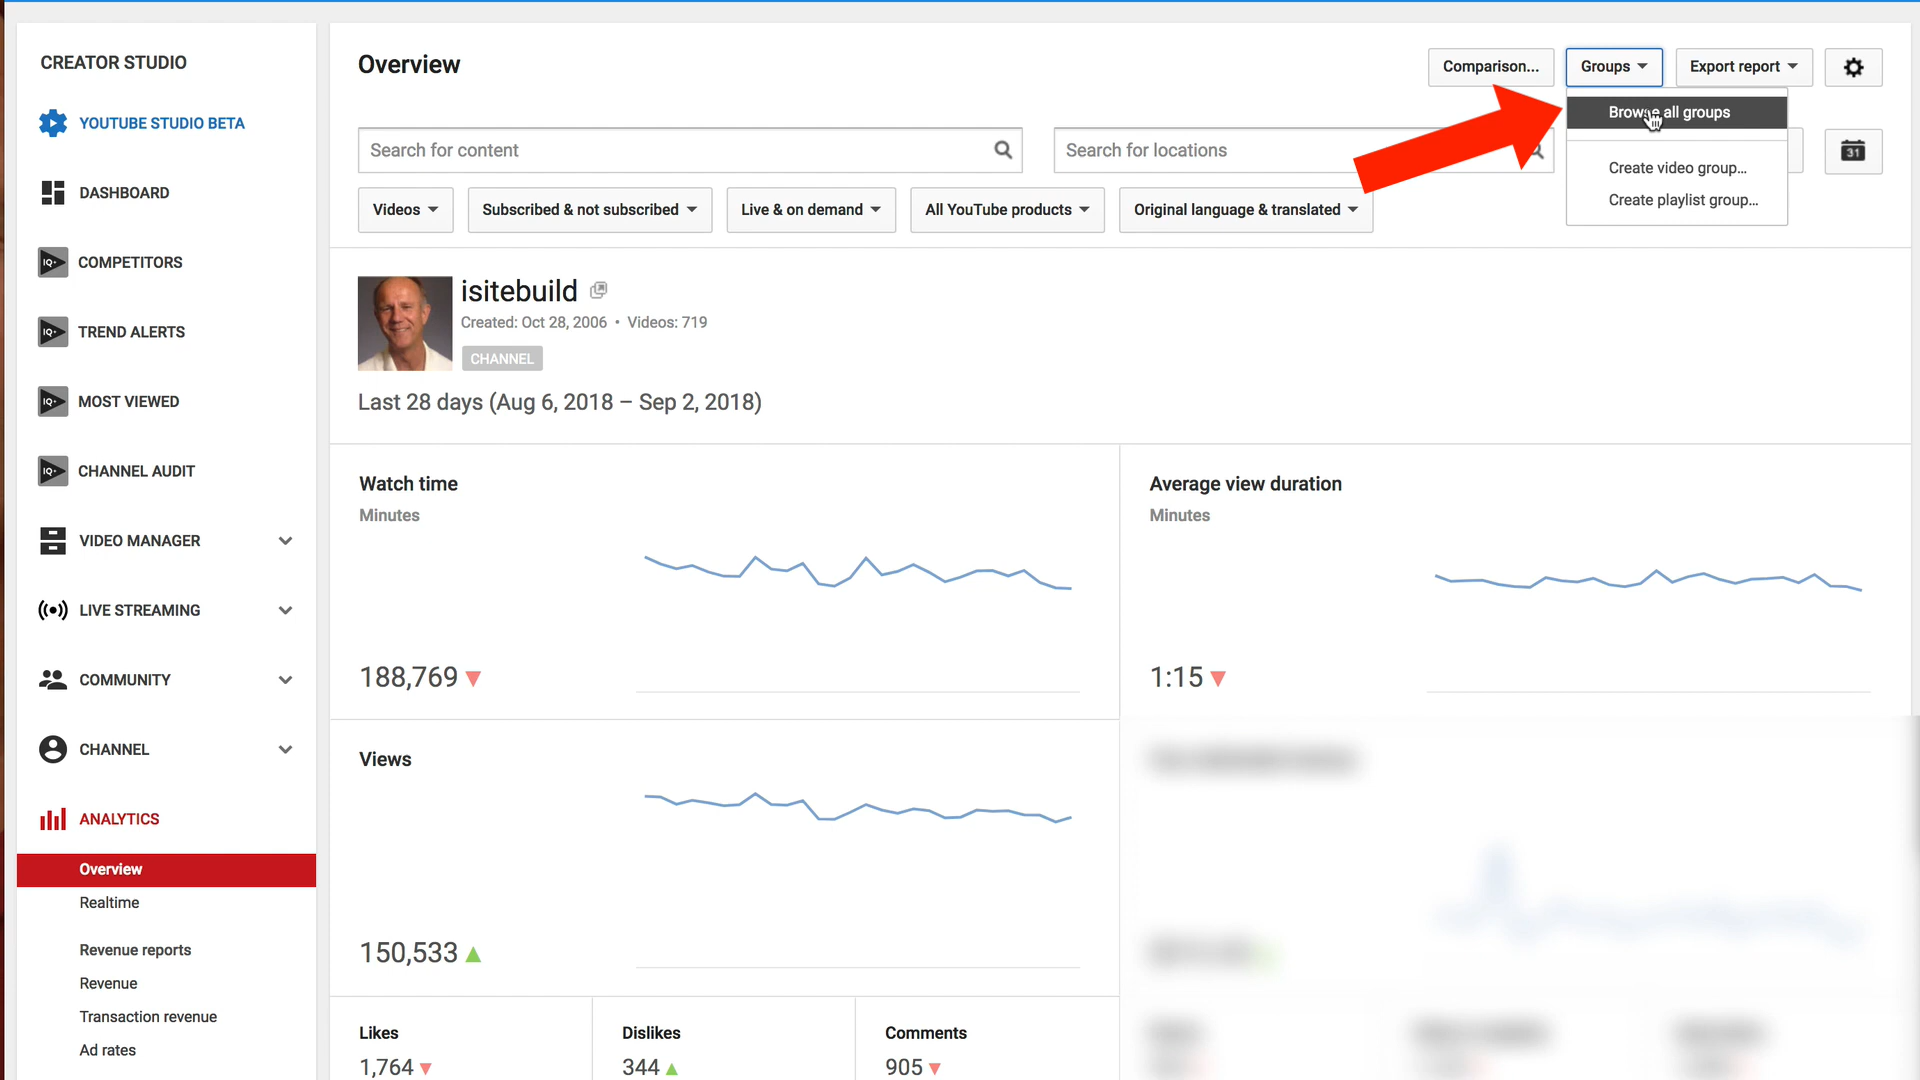 CREATOR STUDIO
YOUTUBE STUDIO BETA
DASHBOARD
IQ+ COMPETITORS
IQ+ TREND ALERTS
IQ+ MOST VIEWED
IQ+ CHANNEL AUDIT
VIDEO MANAGER
LIVE STREAMING
COMMUNITY
CHANNEL
ANALYTICS
Overview
Realtime
Revenue reports
Revenue
Transaction revenue
Ad rates
Overview
Comparison...
Groups
Export report
Browse all groups
Create video group...
Create playlist group...
Search for content
Search for locations
31
Videos
Subscribed & not subscribed
Live & on demand
All YouTube products
Original language & translated
isitebuild
Created: Oct 28, 2006 • Videos: 719
CHANNEL
Last 28 days (Aug 6, 2018 – Sep 2, 2018)
Watch time
Minutes
188,769
Average view duration
Minutes
1:15
Views
150,533
Likes
1,764
Dislikes
344
Comments
905